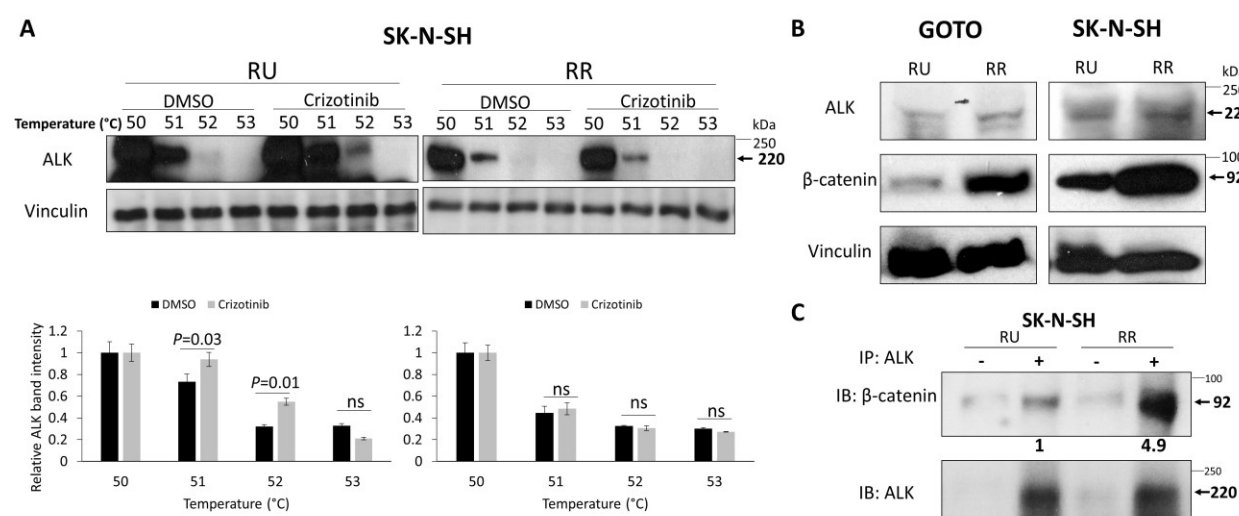 A
SK-N-SH
RU RR
DMSO Crizotinib DMSO Crizotinib
Temperature (°C) 50 51 52 53 50 51 52 53 50 51 52 53 50 51 52 53 kDa
250
ALK
←220
Vinculin
■ DMSO ■ Crizotinib
Relative ALK band intensity
1.2
1
0.8
0.6
0.4
0.2
0
P=0.03
P=0.01
ns
50 51 52 53
Temperature (°C)
■ DMSO ■ Crizotinib
1.2
1
0.8
0.6
0.4
0.2
0
ns ns ns
50 51 52 53
Temperature (°C)
B
GOTO SK-N-SH
RU RR RU RR kD
250
ALK
←22
100
β-catenin
←92
Vinculin
C
SK-N-SH
RU RR
IP: ALK - + - +
100
IB: β-catenin ←92
1 4.9
250
IB: ALK ←220